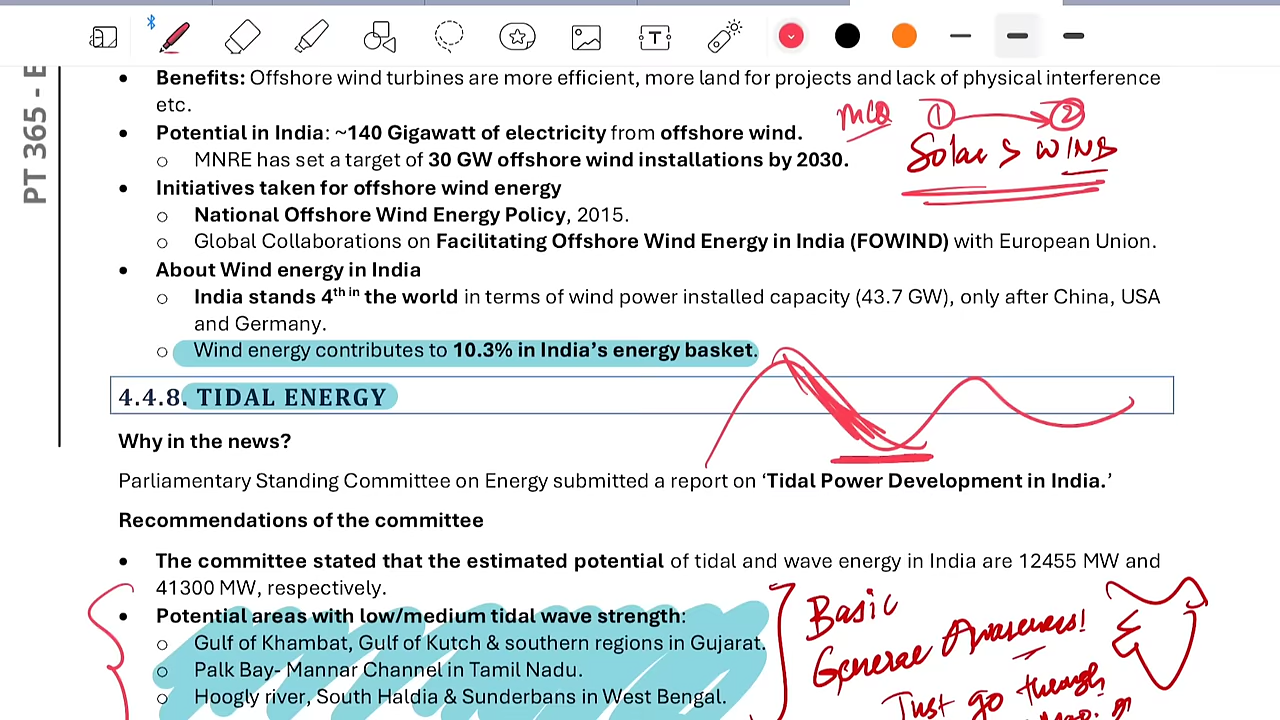 PT 365 - E
• Benefits: Offshore wind turbines are more efficient, more land for projects and lack of physical interference
etc.
MCQ ① ②
• Potential in India: ~140 Gigawatt of electricity from offshore wind.
Solar > WIND
o MNRE has set a target of 30 GW offshore wind installations by 2030.
• Initiatives taken for offshore wind energy
o National Offshore Wind Energy Policy, 2015.
o Global Collaborations on Facilitating Offshore Wind Energy in India (FOWIND) with European Union.
• About Wind energy in India
o India stands 4th in the world in terms of wind power installed capacity (43.7 GW), only after China, USA
and Germany.
o Wind energy contributes to 10.3% in India's energy basket.
4.4.8. TIDAL ENERGY
Why in the news?
Parliamentary Standing Committee on Energy submitted a report on ‘Tidal Power Development in India.’
Recommendations of the committee
• The committee stated that the estimated potential of tidal and wave energy in India are 12455 MW and
41300 MW, respectively.
• Potential areas with low/medium tidal wave strength:
o Gulf of Khambat, Gulf of Kutch & southern regions in Gujarat.
o Palk Bay- Mannar Channel in Tamil Nadu.
o Hoogly river, South Haldia & Sunderbans in West Bengal.
Basic
General Awareness!
Just go through